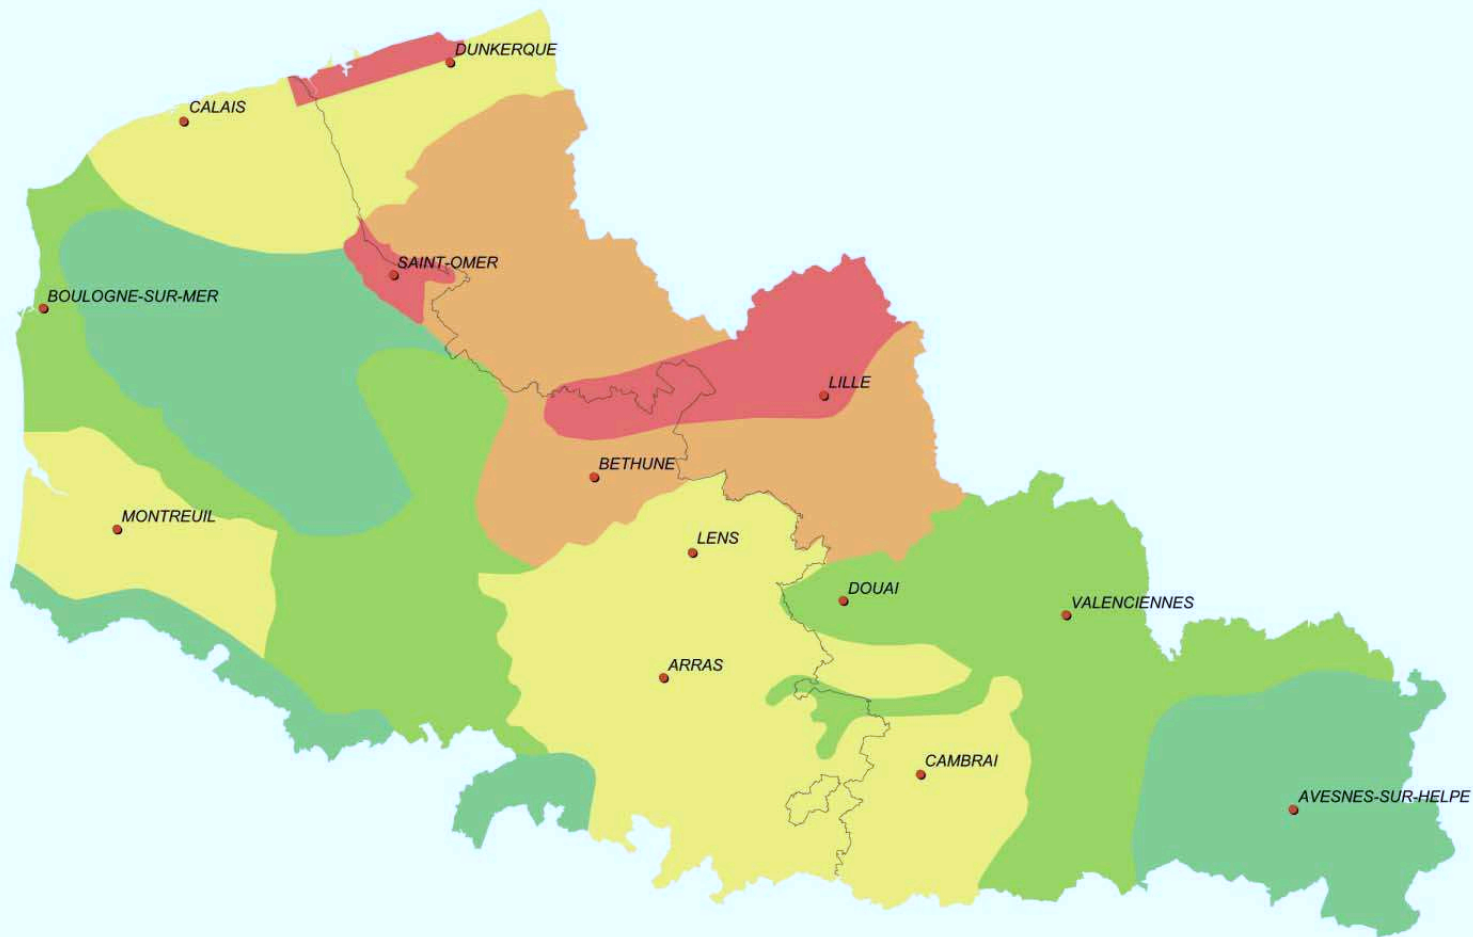 DUNKERQUE
CALAIS
SAINT-OMER
BOULOGNE-SUR-MER
LILLE
BETHUNE
MONTREUIL
LENS
DOUAI
VALENCIENNES
ARRAS
CAMBRAI
AVESNES-SUR-HELPE